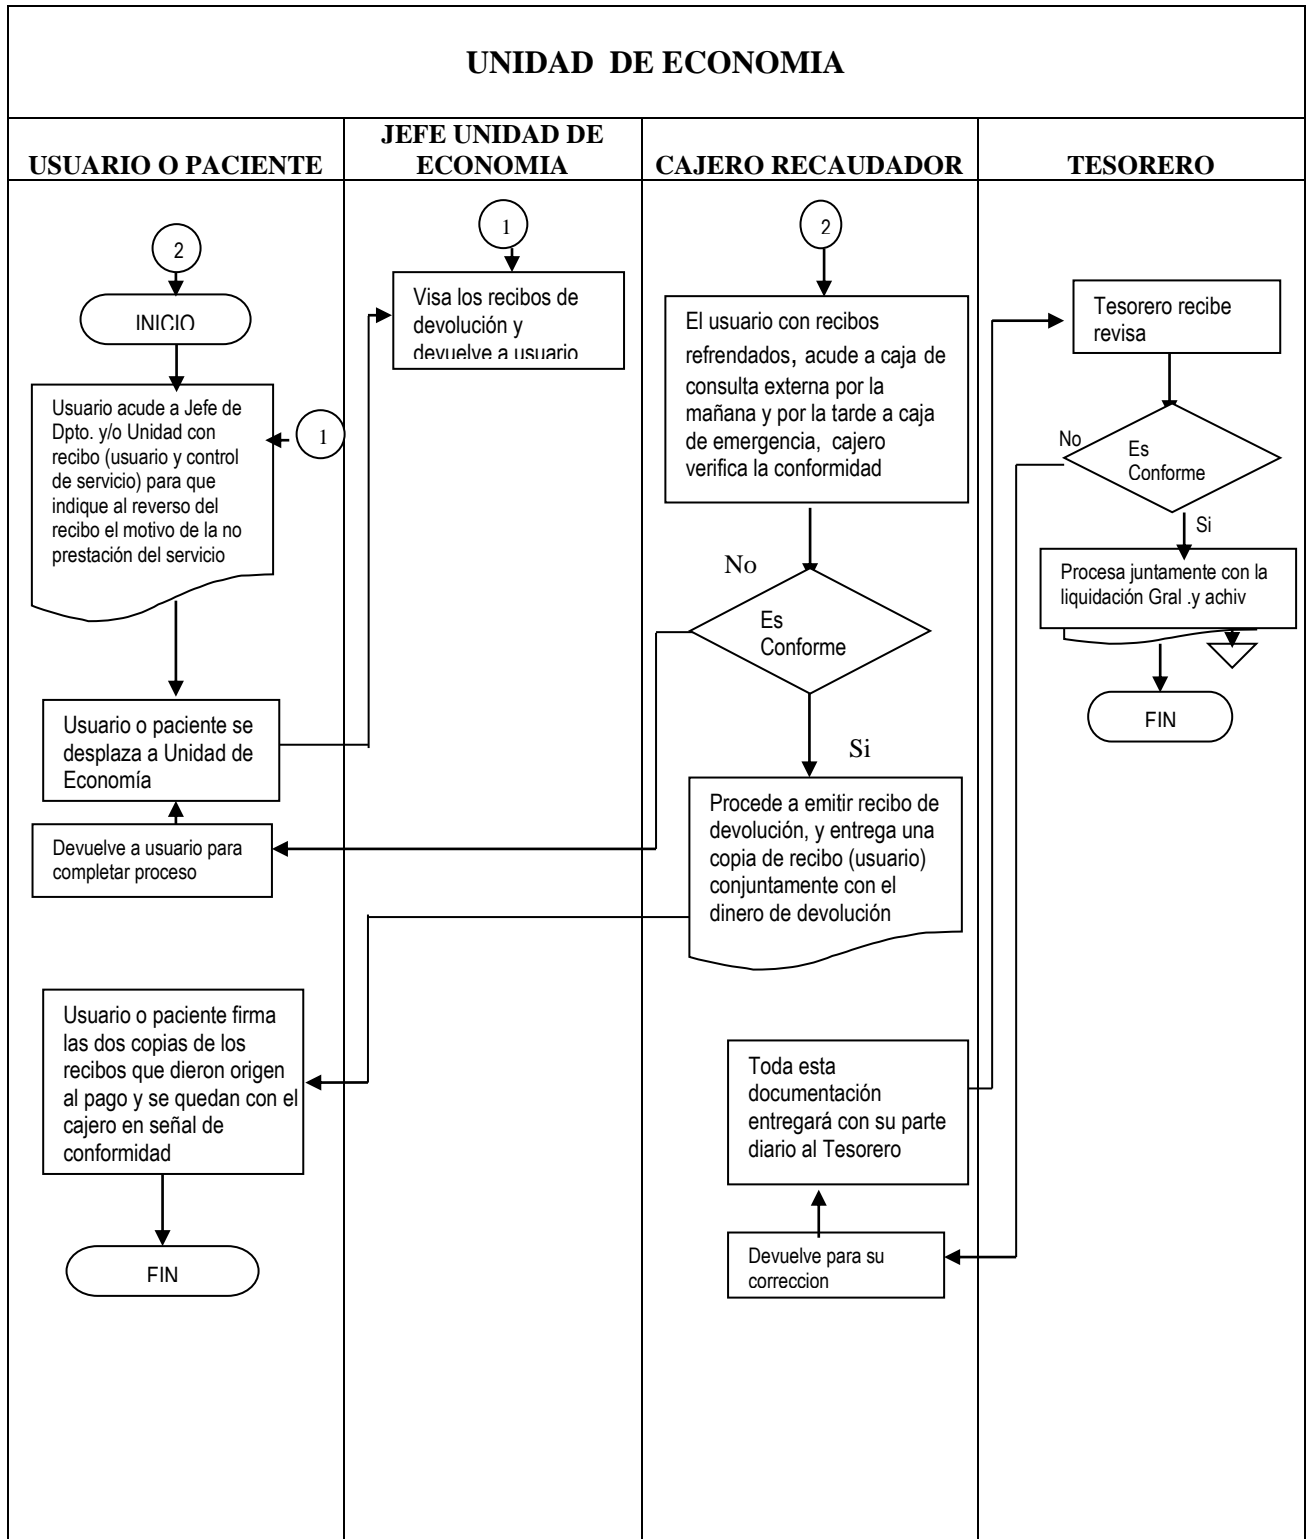 UNIDAD DE ECONOMIA
USUARIO O PACIENTE
JEFE UNIDAD DE
ECONOMIA
CAJERO RECAUDADOR
TESORERO
2
INICIO
Usuario acude a Jefe de
Dpto. y/o Unidad con
recibo (usuario y control
de servicio) para que
indique al reverso del
recibo el motivo de la no
prestación del servicio
1
Usuario o paciente se
desplaza a Unidad de
Economía
Devuelve a usuario para
completar proceso
Usuario o paciente firma
las dos copias de los
recibos que dieron origen
al pago y se quedan con el
cajero en señal de
conformidad
FIN
1
Visa los recibos de
devolución y
devuelve a usuario
2
El usuario con recibos
refrendados, acude a caja de
consulta externa por la
mañana y por la tarde a caja
de emergencia, cajero
verifica la conformidad
No
Es
Conforme
Si
Procede a emitir recibo de
devolución, y entrega una
copia de recibo (usuario)
conjuntamente con el
dinero de devolución
Toda esta
documentación
entregará con su parte
diario al Tesorero
Devuelve para su
correccion
Tesorero recibe
revisa
No
Es
Conforme
Si
Procesa juntamente con la
liquidación Gral .y achiv
FIN